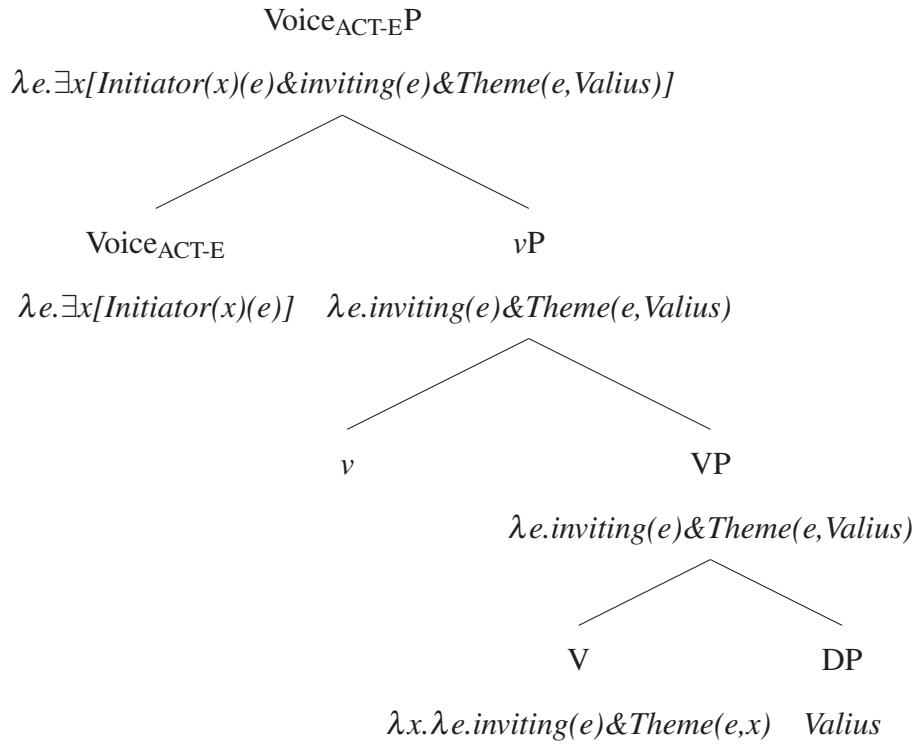 Voice_ACT-E P
λe.∃x[Initiator(x)(e)&inviting(e)&Theme(e,Valius)]
Voice_ACT-E vP
λe.∃x[Initiator(x)(e)] λe.inviting(e)&Theme(e,Valius)
v VP
λe.inviting(e)&Theme(e,Valius)
V DP
λx.λe.inviting(e)&Theme(e,x) Valius